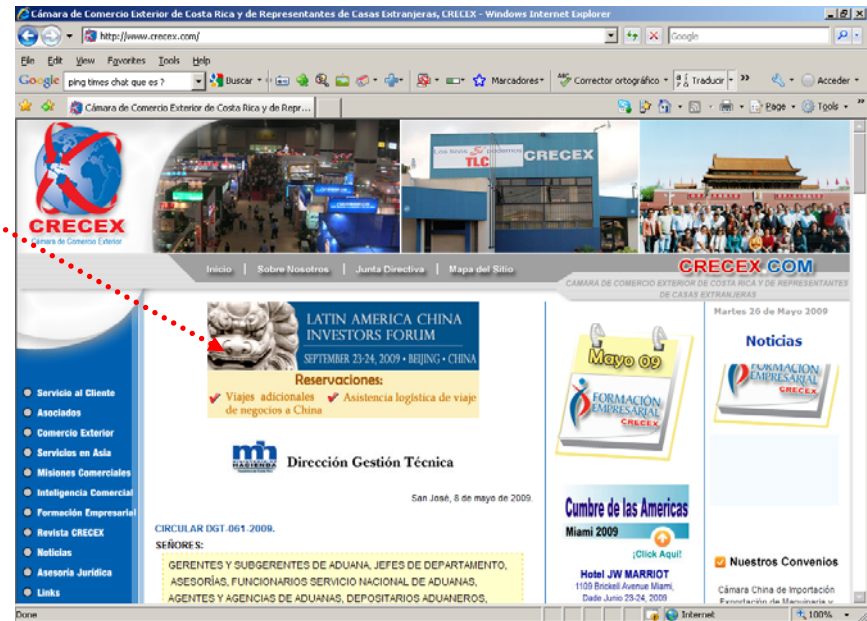 Cámara de Comercio Exterior de Costa Rica y de Representantes de Casas Extranjeras, CRECEX - Windows Internet Explorer
http://www.crecex.com/
Google
File Edit View Favorites Tools Help
Google ping times chat que es ? Buscar Marcadores Corrector ortográfico Traducir Acceder
Cámara de Comercio Exterior de Costa Rica y de Repr... Page Tools
CRECEX
Cámara de Comercio Exterior
Los ticos Sí podemos
TLC
CRECEX
Inicio | Sobre Nosotros | Junta Directiva | Mapa del Sitio
CRECEX.COM
CAMARA DE COMERCIO EXTERIOR DE COSTA RICA Y DE REPRESENTANTES
DE CASAS EXTRANJERAS
Servicio al Cliente
Asociados
Comercio Exterior
Servicios en Asia
Misiones Comerciales
Inteligencia Comercial
Formación Empresarial
Revista CRECEX
Noticias
Asesoría Jurídica
Links
LATIN AMERICA CHINA
INVESTORS FORUM
SEPTEMBER 23-24, 2009 • BEIJING • CHINA
Reservaciones:
Viajes adicionales Asistencia logística de viaje
de negocios a China
mh
HACIENDA
Dirección Gestión Técnica
San José, 8 de mayo de 2009.
CIRCULAR DGT-061-2009.
SEÑORES:
GERENTES Y SUBGERENTES DE ADUANA, JEFES DE DEPARTAMENTO,
ASESORÍAS, FUNCIONARIOS SERVICIO NACIONAL DE ADUANAS,
AGENTES Y AGENCIAS DE ADUANAS, DEPOSITARIOS ADUANEROS,
Mayo 09
FORMACIÓN
EMPRESARIAL
CRECEX
Cumbre de las Americas
Miami 2009
¡Click Aqui!
Hotel JW MARRIOT
1109 Brickell Avenue Miami,
Dade Junio 23-24, 2009
Martes 26 de Mayo 2009
Noticias
FORMACIÓN
EMPRESARIAL
CRECEX
Nuestros Convenios
Cámara China de Importación
Exportación de Maquinaria y
Done
Internet
100%